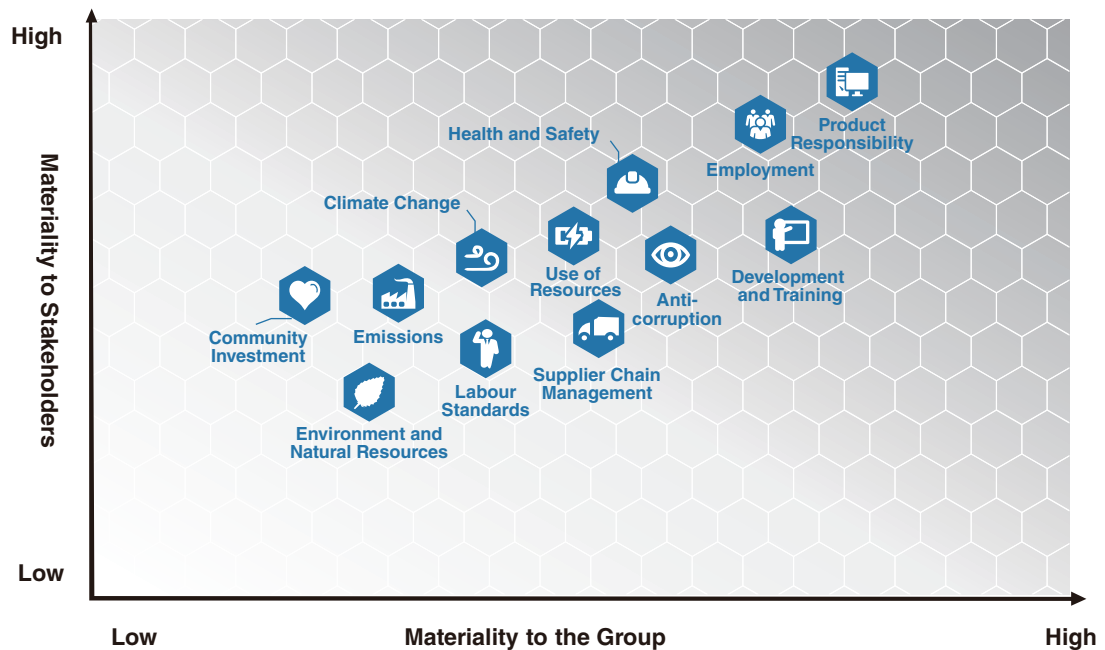 High
Materiality to Stakeholders
Low
Product
Responsibility
Employment
Health and Safety
Climate Change
Use of
Resources
Anti-
corruption
Development
and Training
Community
Investment
Emissions
Labour
Standards
Supplier Chain
Management
Environment and
Natural Resources
Low
Materiality to the Group
High